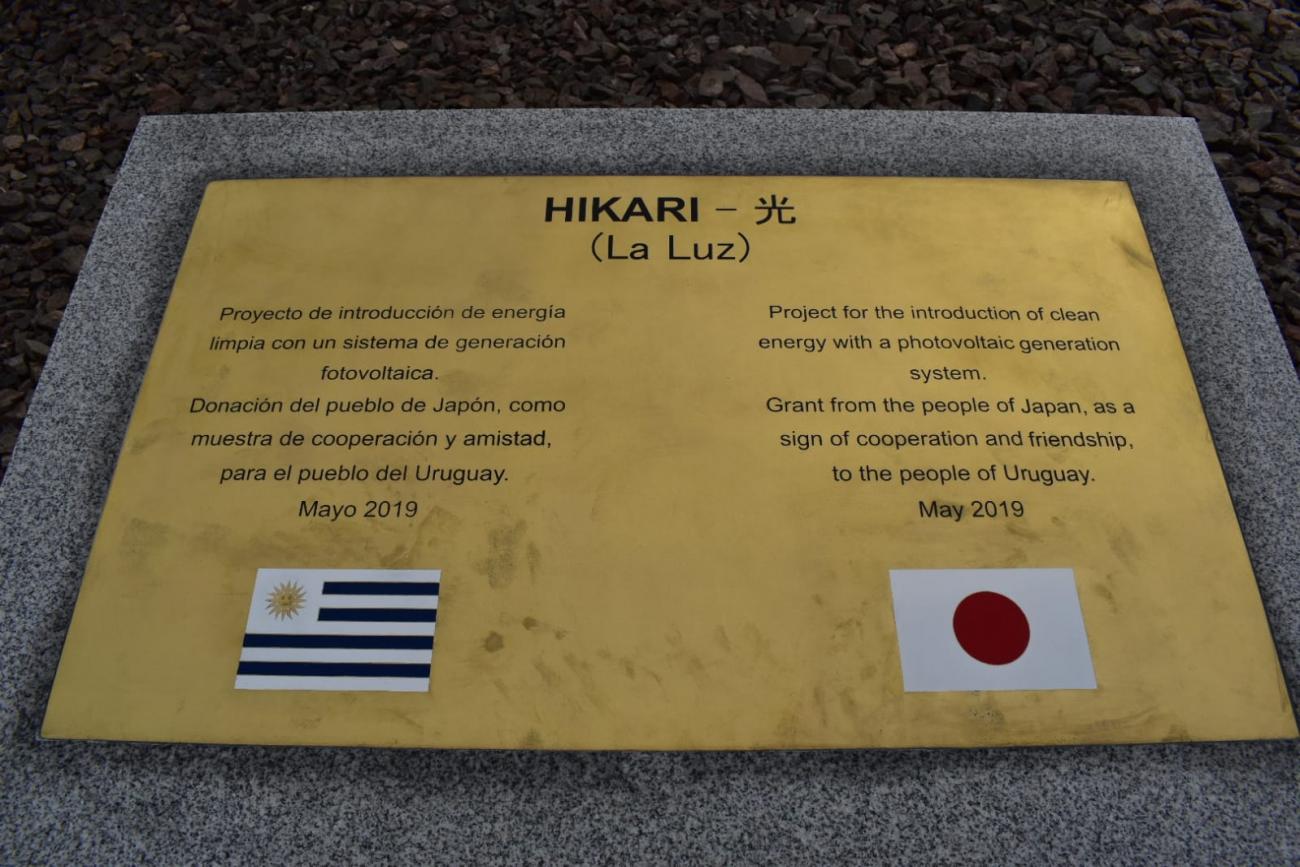 HIKARI – 光
(La Luz)
Proyecto de introducción de energía
limpia con un sistema de generación
fotovoltaica.
Donación del pueblo de Japón, como
muestra de cooperación y amistad,
para el pueblo del Uruguay.
Mayo 2019
Project for the introduction of clean
energy with a photovoltaic generation
system.
Grant from the people of Japan, as a
sign of cooperation and friendship,
to the people of Uruguay.
May 2019